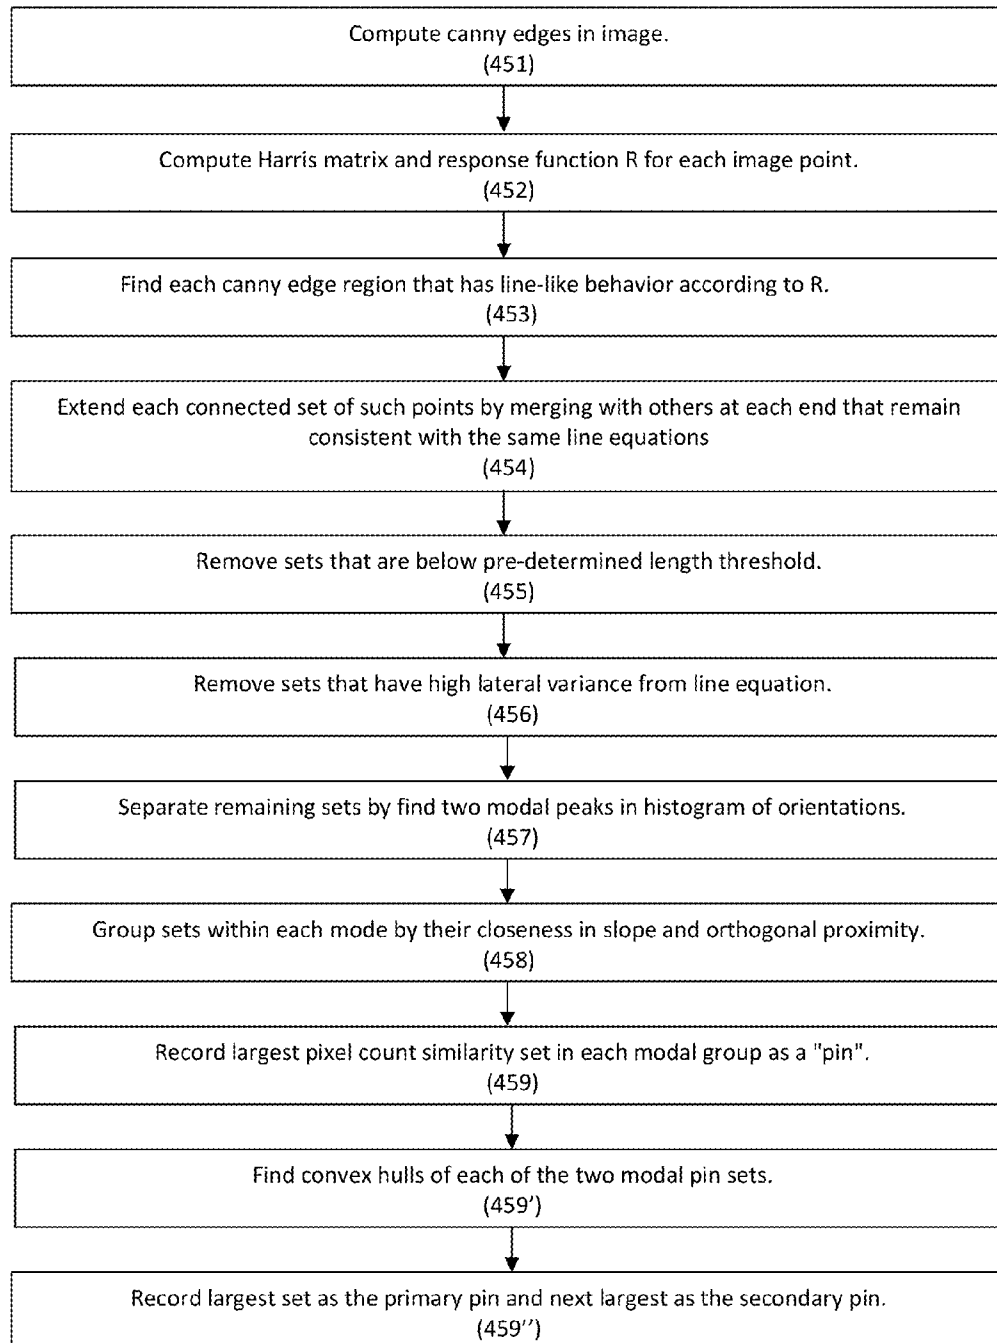 Compute canny edges in image.
(451)
Compute Harris matrix and response function R for each image point.
(452)
Find each canny edge region that has line-like behavior according to R.
(453)
Extend each connected set of such points by merging with others at each end that remain
consistent with the same line equations
(454)
Remove sets that are below pre-determined length threshold.
(455)
Remove sets that have high lateral variance from line equation.
(456)
Separate remaining sets by find two modal peaks in histogram of orientations.
(457)
Group sets within each mode by their closeness in slope and orthogonal proximity.
(458)
Record largest pixel count similarity set in each modal group as a "pin".
(459)
Find convex hulls of each of the two modal pin sets.
(459')
Record largest set as the primary pin and next largest as the secondary pin.
(459'')